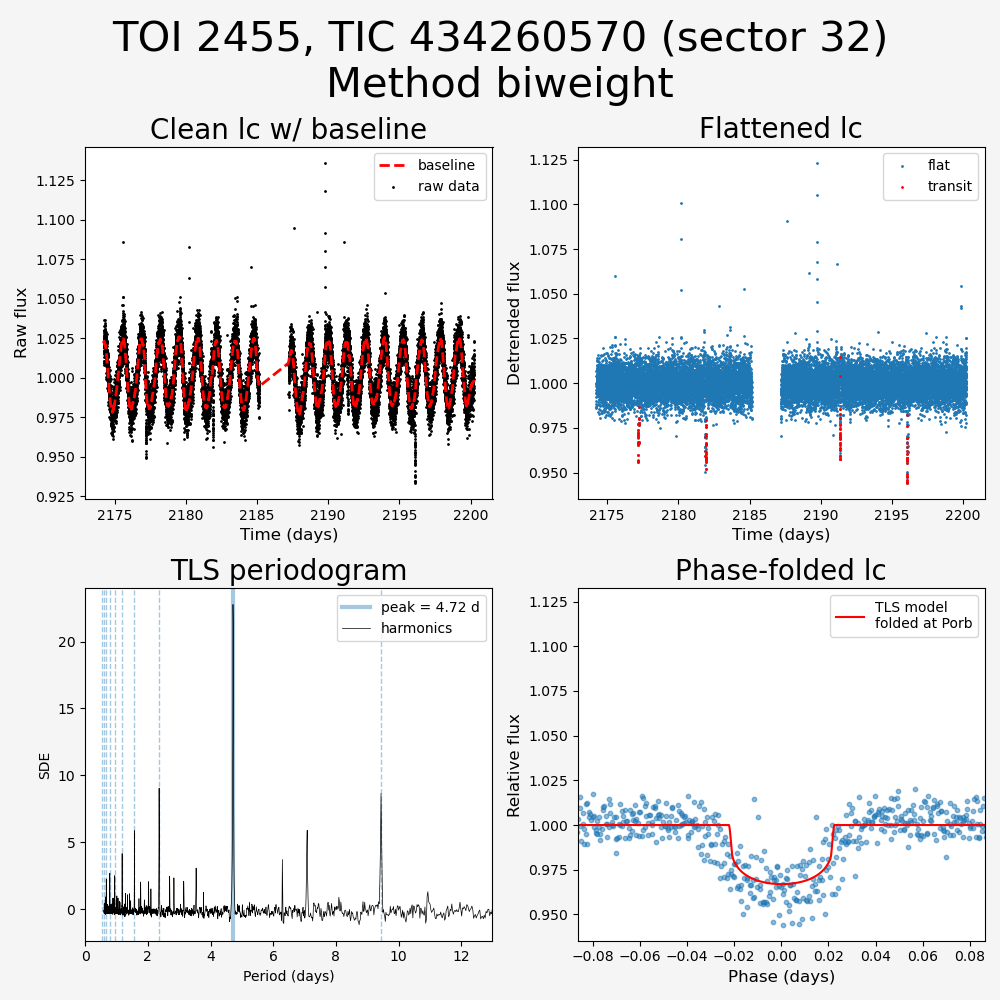 TOI 2455, TIC 434260570 (sector 32)
Method biweight
Clean lc w/ baseline
baseline
raw data
Raw flux
1.125
1.100
1.075
1.050
1.025
1.000
0.975
0.950
0.925
2175 2180 2185 2190 2195 2200
Time (days)
Flattened lc
flat
transit
Detrended flux
1.125
1.100
1.075
1.050
1.025
1.000
0.975
0.950
2175 2180 2185 2190 2195 2200
Time (days)
TLS periodogram
peak = 4.72 d
harmonics
SDE
20
15
10
5
0
0 2 4 6 8 10 12
Period (days)
Phase-folded lc
TLS model
folded at Porb
Relative flux
1.125
1.100
1.075
1.050
1.025
1.000
0.975
0.950
−0.08 −0.06 −0.04 −0.02 0.00 0.02 0.04 0.06 0.08
Phase (days)